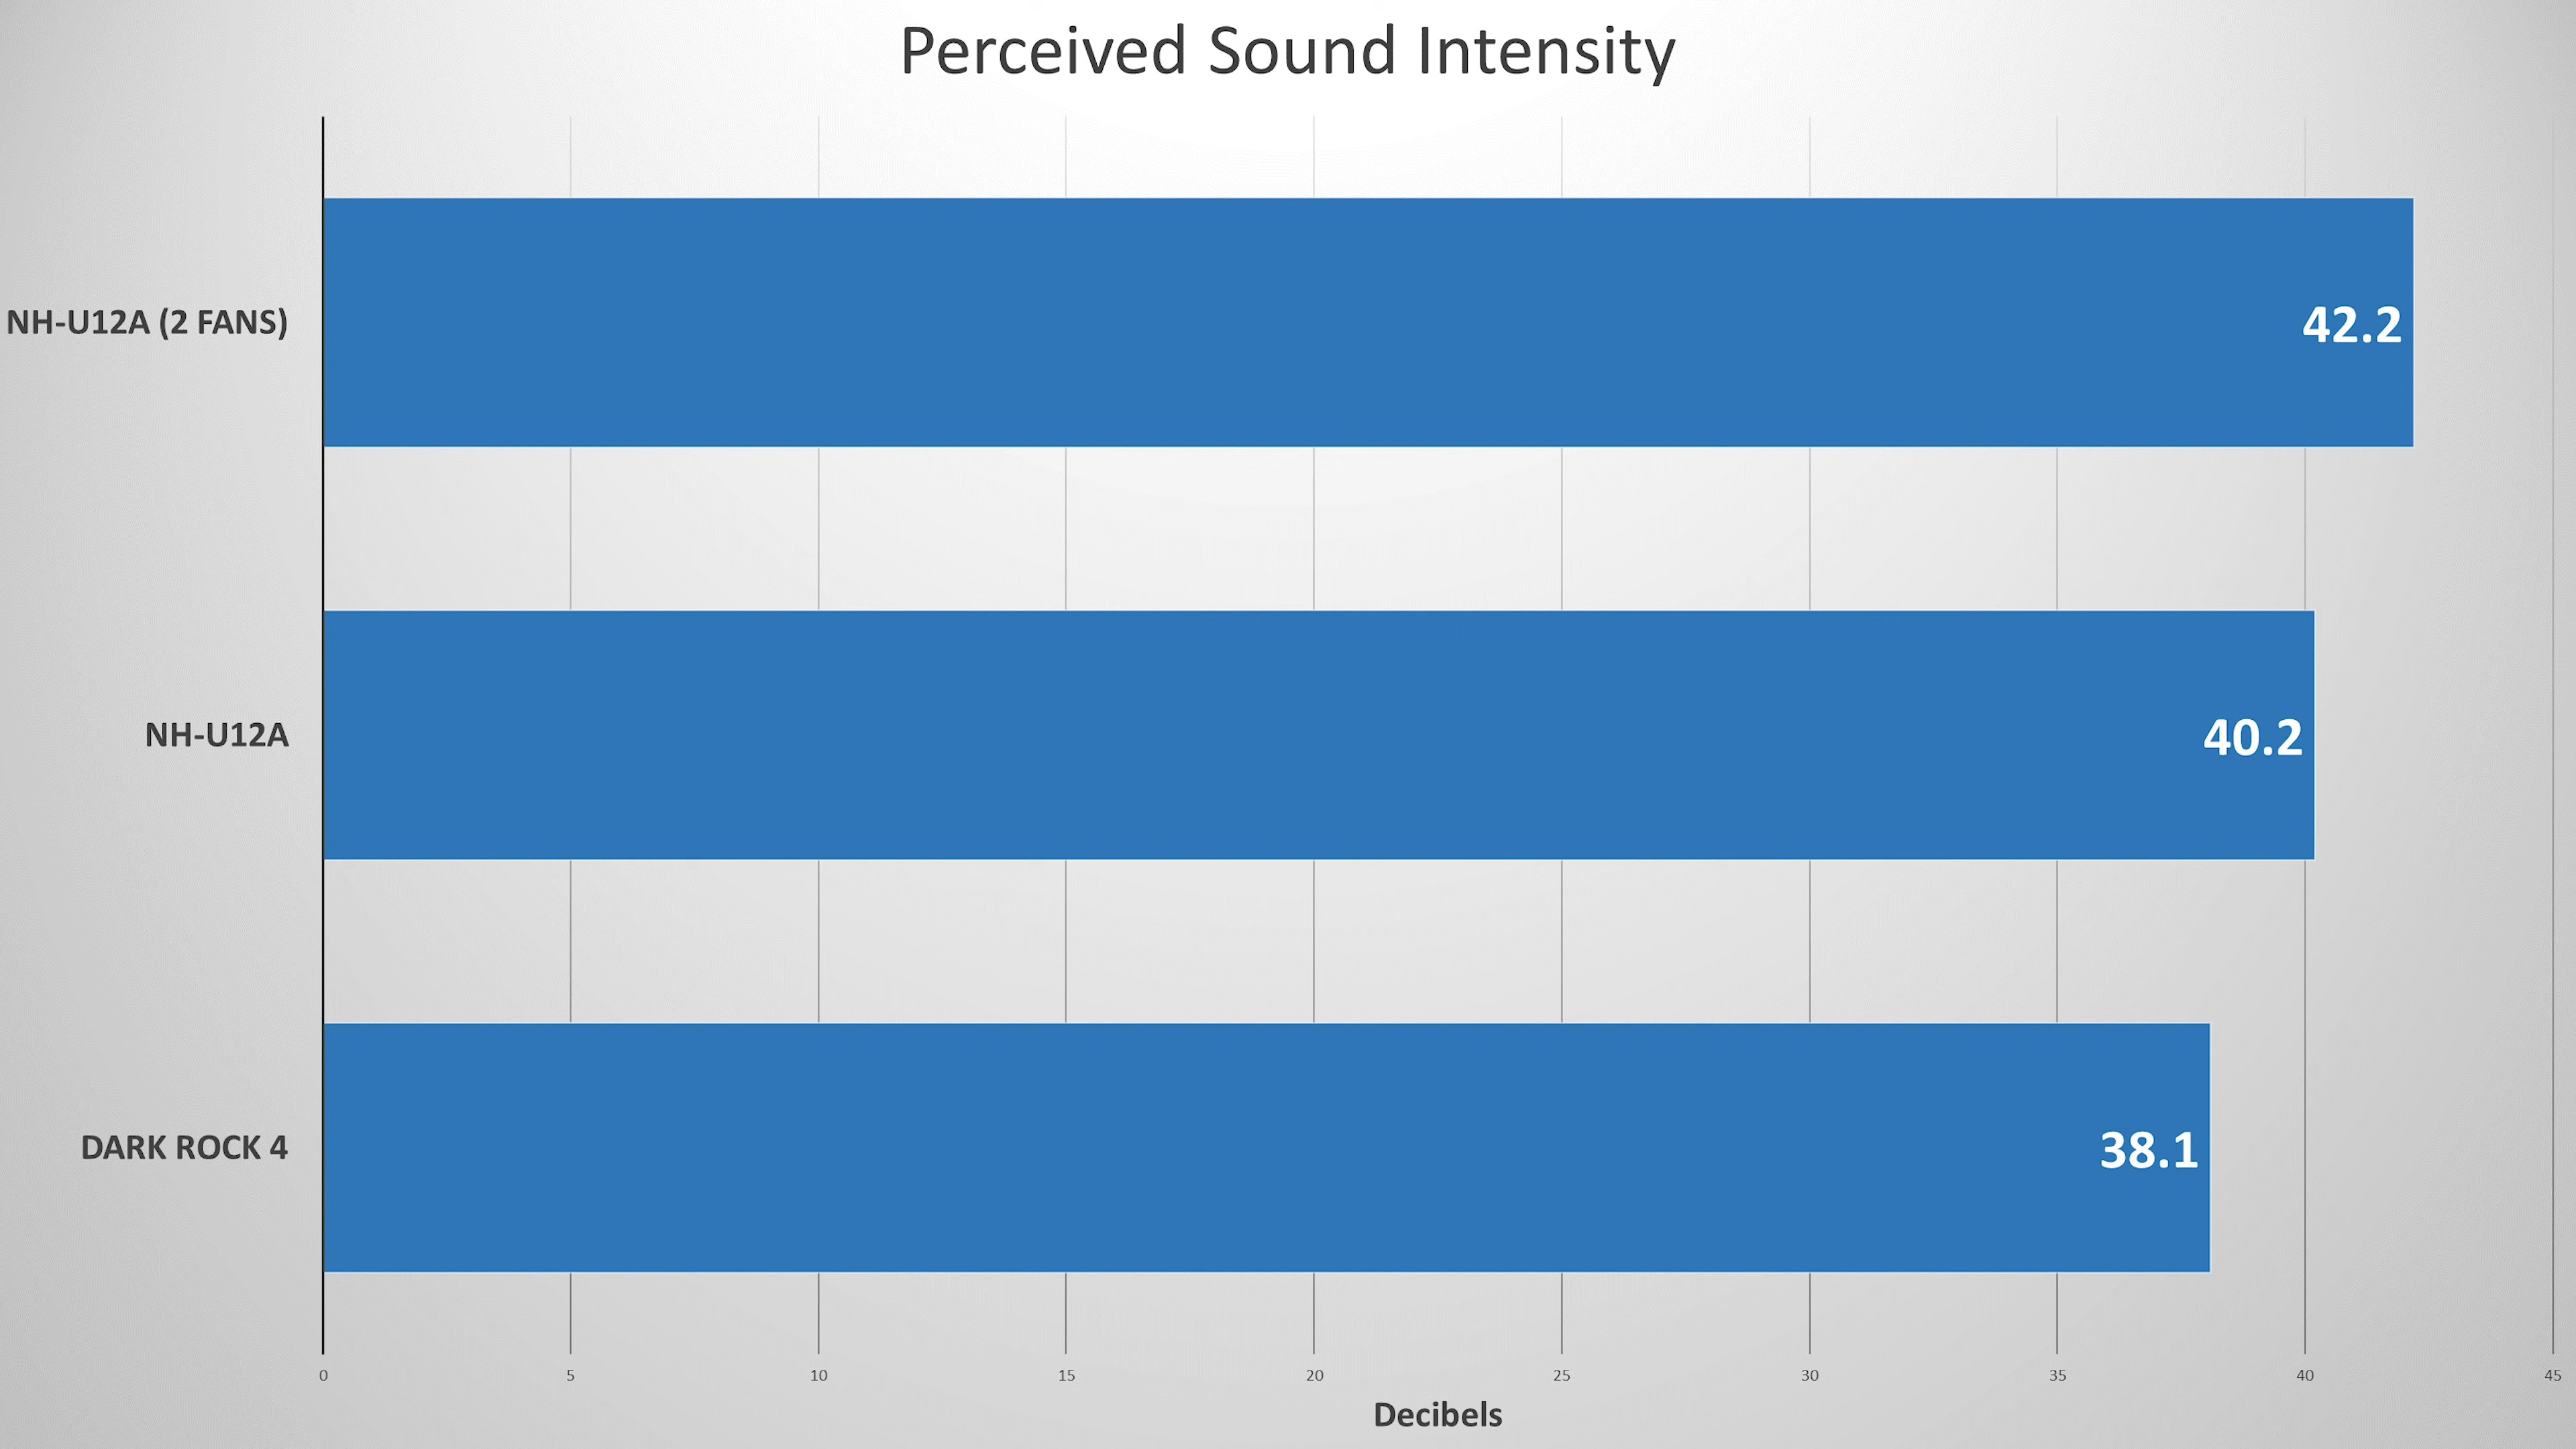 Perceived Sound Intensity
NH-U12A (2 FANS)
42.2
NH-U12A
40.2
DARK ROCK 4
38.1
0 5 10 15 20 25 30 35 40 45
Decibels